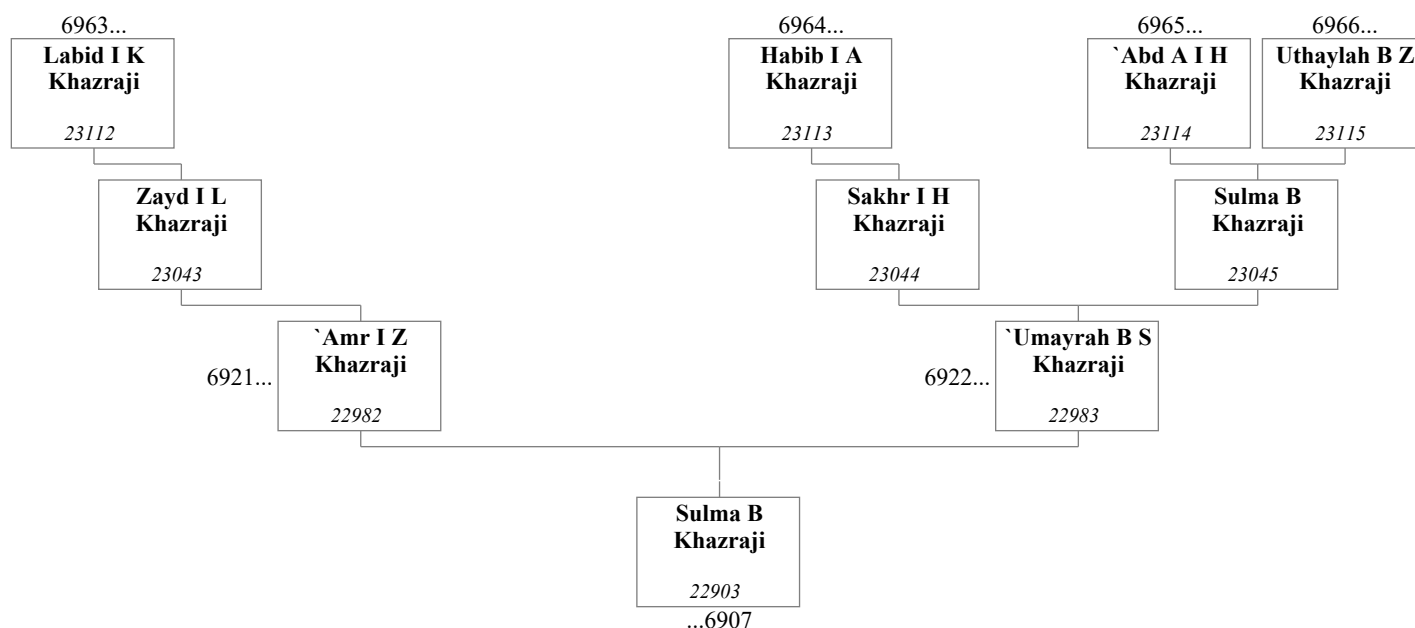 6963...
6964...
6965...
6966...
Labid I K
Khazraji
23112
Habib I A
Khazraji
23113
`Abd A I H
Khazraji
23114
Uthaylah B Z
Khazraji
23115
Zayd I L
Khazraji
23043
Sakhr I H
Khazraji
23044
Sulma B
Khazraji
23045
6921...
`Amr I Z
Khazraji
22982
6922...
`Umayrah B S
Khazraji
22983
Sulma B
Khazraji
22903
...6907